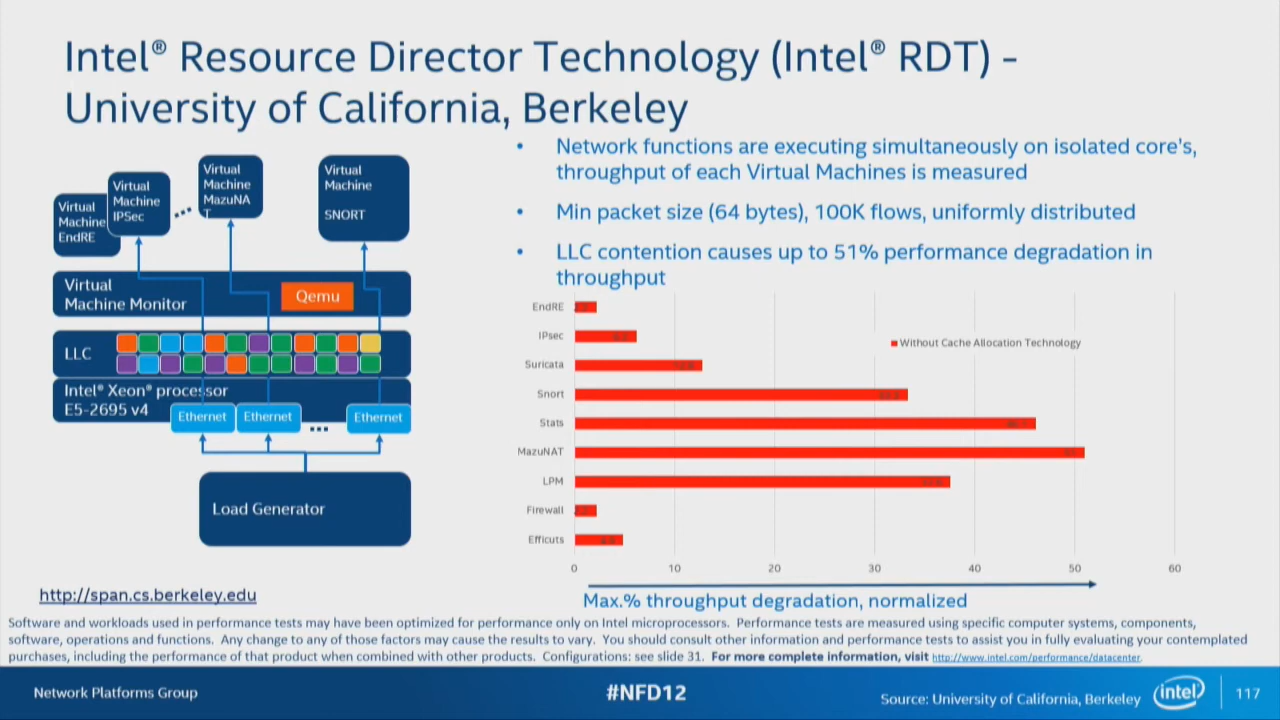 Intel® Resource Director Technology (Intel® RDT) -
University of California, Berkeley
• Network functions are executing simultaneously on isolated core's,
throughput of each Virtual Machines is measured
• Min packet size (64 bytes), 100K flows, uniformly distributed
• LLC contention causes up to 51% performance degradation in
throughput
Virtual
Machine
EndRE
Virtual
Machine
IPSec
Virtual
Machine
MazuNA
T
Virtual
Machine
SNORT
Virtual
Machine Monitor
Qemu
LLC
Intel® Xeon® processor
E5-2695 v4
Ethernet
Ethernet
Ethernet
Load Generator
EndRE
IPsec
Suricata
Snort
Stats
MazuNAT
LPM
Firewall
Efficuts
Without Cache Allocation Technology
0 10 20 30 40 50 60
Max.% throughput degradation, normalized
http://span.cs.berkeley.edu
Software and workloads used in performance tests may have been optimized for performance only on Intel microprocessors. Performance tests are measured using specific computer systems, components,
software, operations and functions. Any change to any of those factors may cause the results to vary. You should consult other information and performance tests to assist you in fully evaluating your contemplated
purchases, including the performance of that product when combined with other products. Configurations: see slide 31. For more complete information, visit http://www.intel.com/performance/datacenter.
Network Platforms Group
#NFD12
Source: University of California, Berkeley
intel
117